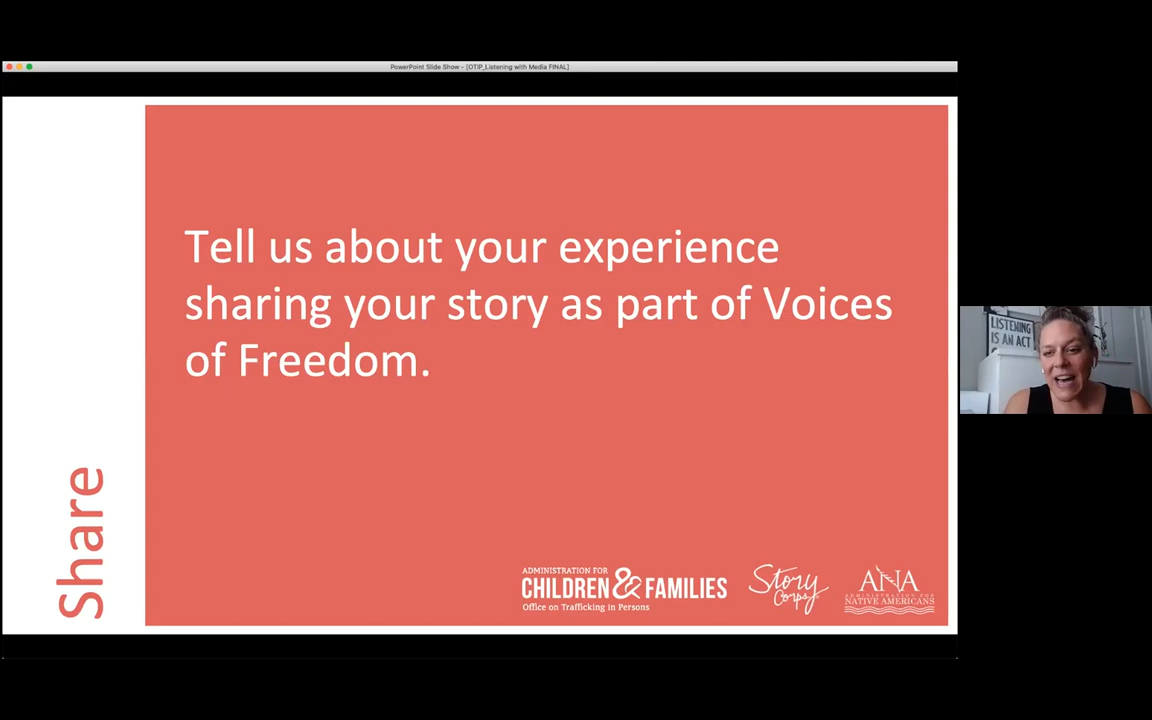 PowerPoint Slide Show - [OTIP_Listening with Media FINAL]
Tell us about your experience
sharing your story as part of Voices
of Freedom.
Share
ADMINISTRATION FOR
CHILDREN & FAMILIES
Office on Trafficking in Persons
Story
Corps
ANA
ADMINISTRATION FOR
NATIVE AMERICANS
LISTENING
IS AN ACT